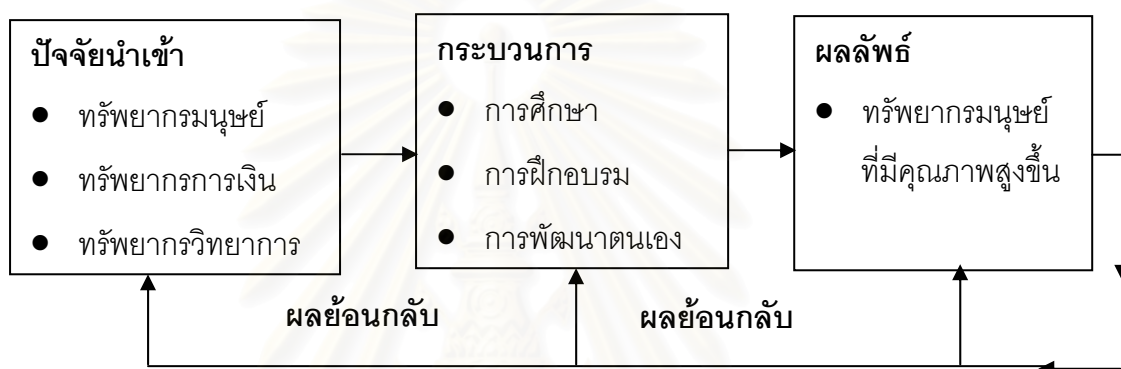 ปัจจัยนำเข้า
● ทรัพยากรมนุษย์
● ทรัพยากรการเงิน
● ทรัพยากรวิทยาการ
กระบวนการ
● การศึกษา
● การฝึกอบรม
● การพัฒนาตนเอง
ผลลัพธ์
● ทรัพยากรมนุษย์
ที่มีคุณภาพสูงขึ้น
ผลย้อนกลับ
ผลย้อนกลับ